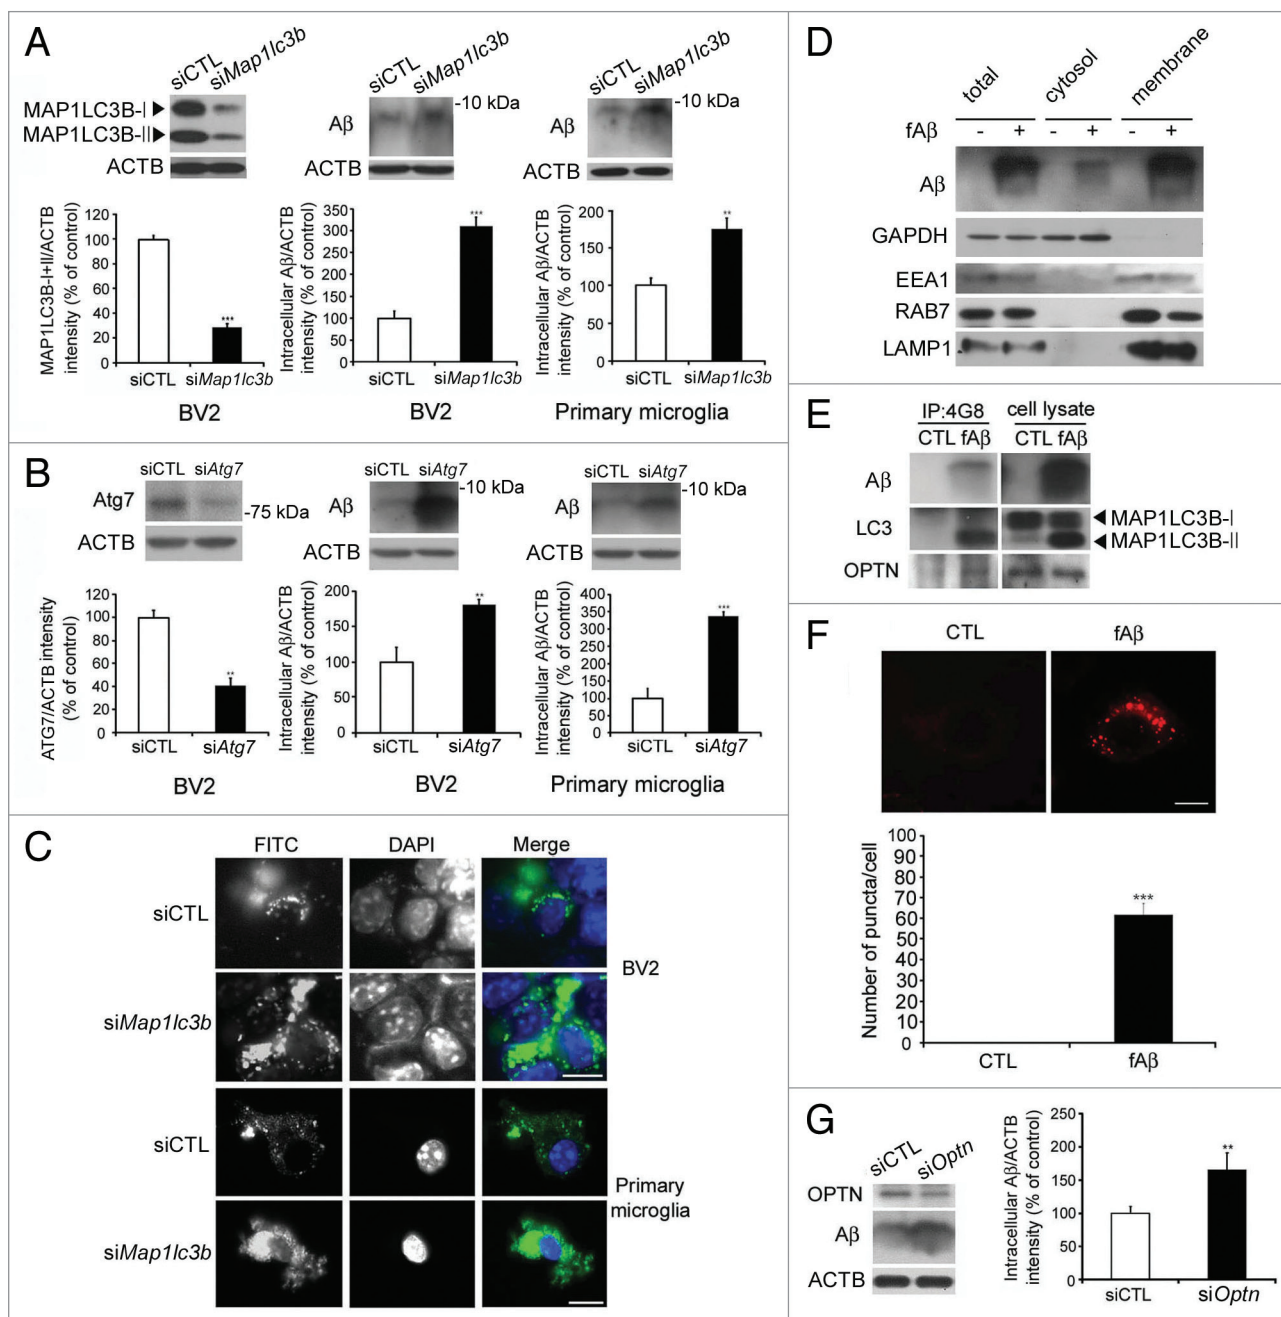 A
siCTL siMap1lc3b
MAP1LC3B-I
MAP1LC3B-II
ACTB
siCTL siMap1lc3b
-10 kDa
Aβ
ACTB
siCTL siMap1lc3b
-10 kDa
Aβ
ACTB
MAP1LC3B-I+II/ACTB
intensity (% of control)
120
100
80
60
40
20
0
***
siCTL siMap1lc3b
BV2
Intracellular Aβ/ACTB
intensity (% of control)
350
300
250
200
150
100
50
0
***
siCTL siMap1lc3b
BV2
Intracellular Aβ/ACTB
intensity (% of control)
200
150
100
50
0
**
siCTL siMap1lc3b
Primary microglia
B
siCTL siAtg7
Atg7
-75 kDa
ACTB
siCTL siAtg7
-10 kDa
Aβ
ACTB
siCTL siAtg7
-10 kDa
Aβ
ACTB
ATG7/ACTB intensity
(% of control)
120
100
80
60
40
20
0
**
siCTL siAtg7
BV2
Intracellular Aβ/ACTB
intensity (% of control)
200
150
100
50
0
**
siCTL siAtg7
BV2
Intracellular Aβ/ACTB
intensity (% of control)
400
350
300
250
200
150
100
50
0
***
siCTL siAtg7
Primary microglia
C
FITC DAPI Merge
siCTL
siMap1lc3b
BV2
siCTL
siMap1lc3b
Primary
microglia
D
total cytosol membrane
fAβ - + - + - +
Aβ
GAPDH
EEA1
RAB7
LAMP1
E
IP:4G8 cell lysate
CTL fAβ CTL fAβ
Aβ
LC3
MAP1LC3B-I
MAP1LC3B-II
OPTN
F
CTL fAβ
Number of puncta/cell
100
90
80
70
60
50
40
30
20
10
0
***
CTL fAβ
G
siCTL siOptn
OPTN
Aβ
ACTB
Intracellular Aβ/ACTB
intensity (% of control)
250
200
150
100
50
0
**
siCTL siOptn